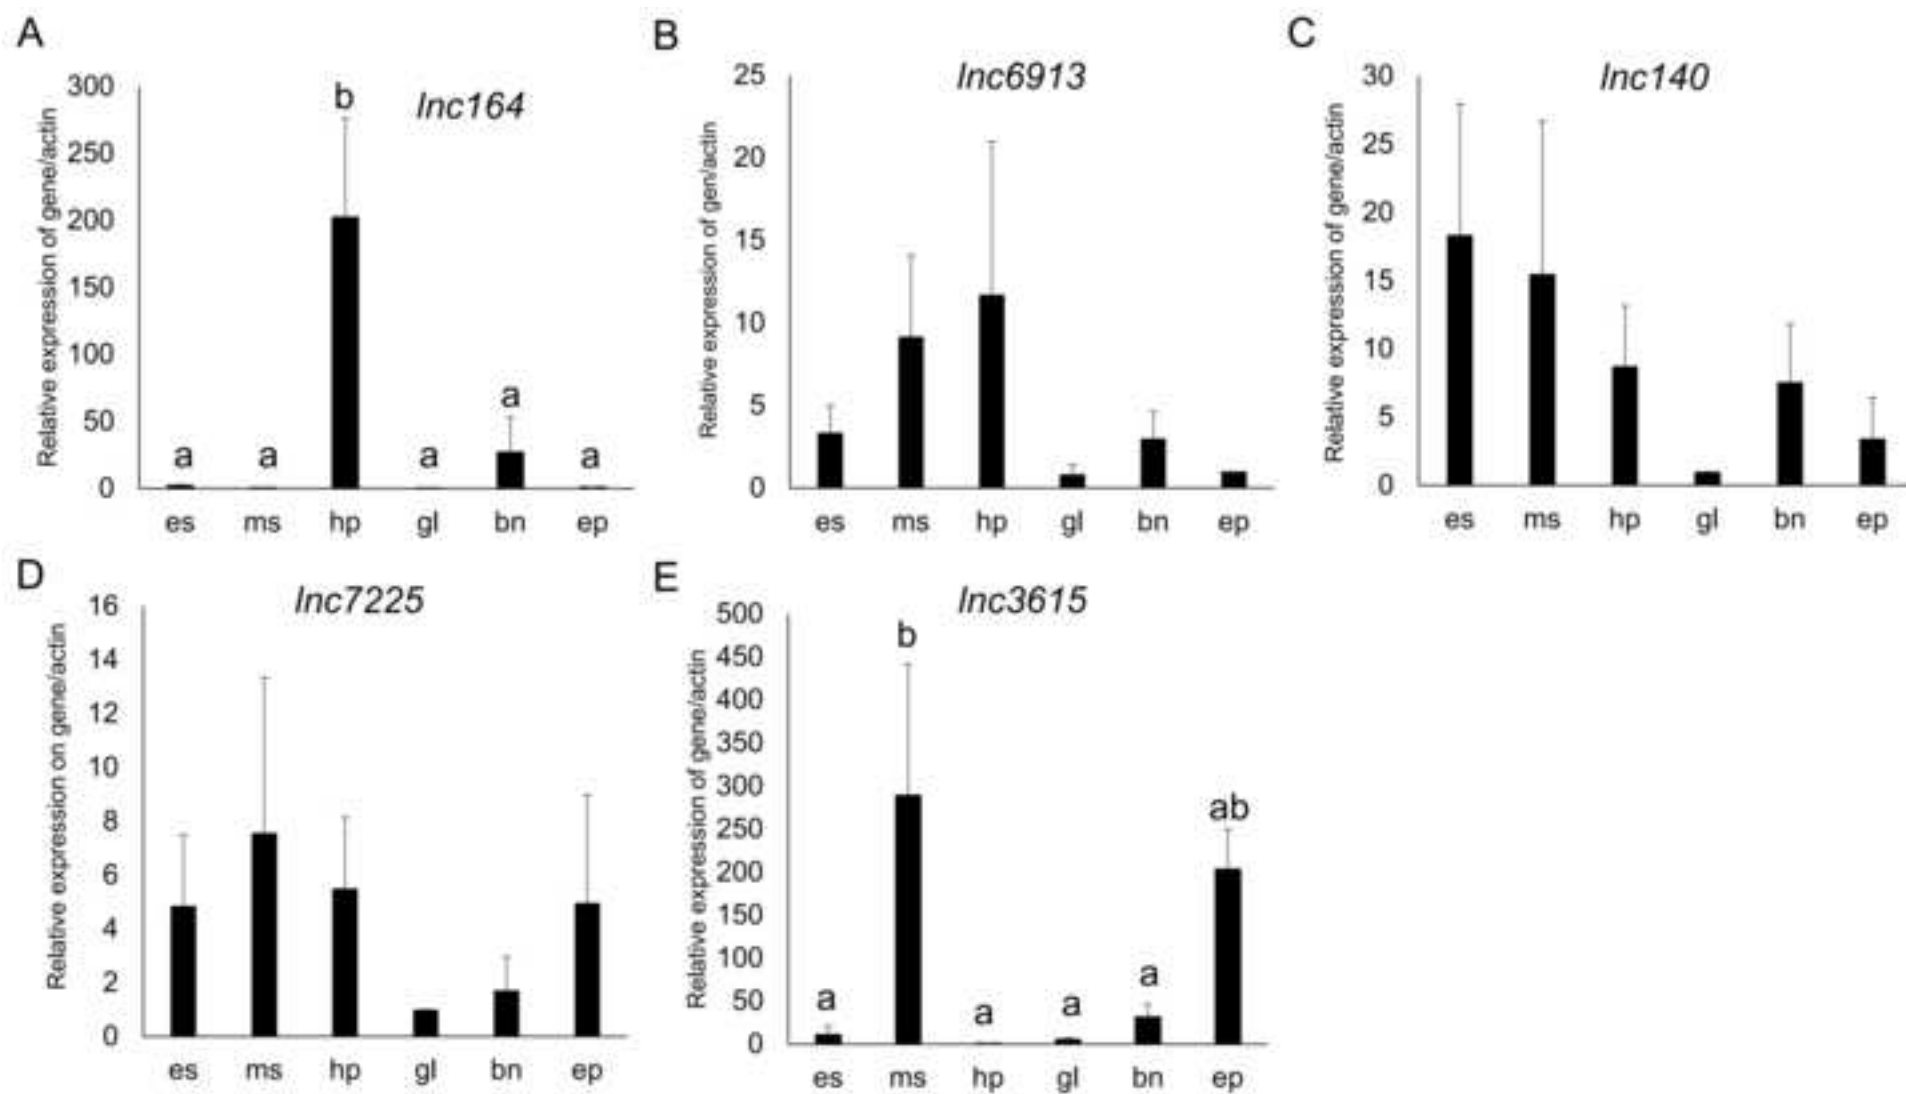 A
lnc164
Relative expression of gene/actin
300
250
200
150
100
50
0
a
a
b
a
a
a
es ms hp gl bn ep
B
lnc6913
Relative expression of gen/actin
25
20
15
10
5
0
es ms hp gl bn ep
C
lnc140
Relative expression of gene/actin
30
25
20
15
10
5
0
es ms hp gl bn ep
D
lnc7225
Relative expression on gene/actin
16
14
12
10
8
6
4
2
0
es ms hp gl bn ep
E
lnc3615
Relative expression of gene/actin
500
450
400
350
300
250
200
150
100
50
0
a
b
a
a
a
ab
es ms hp gl bn ep